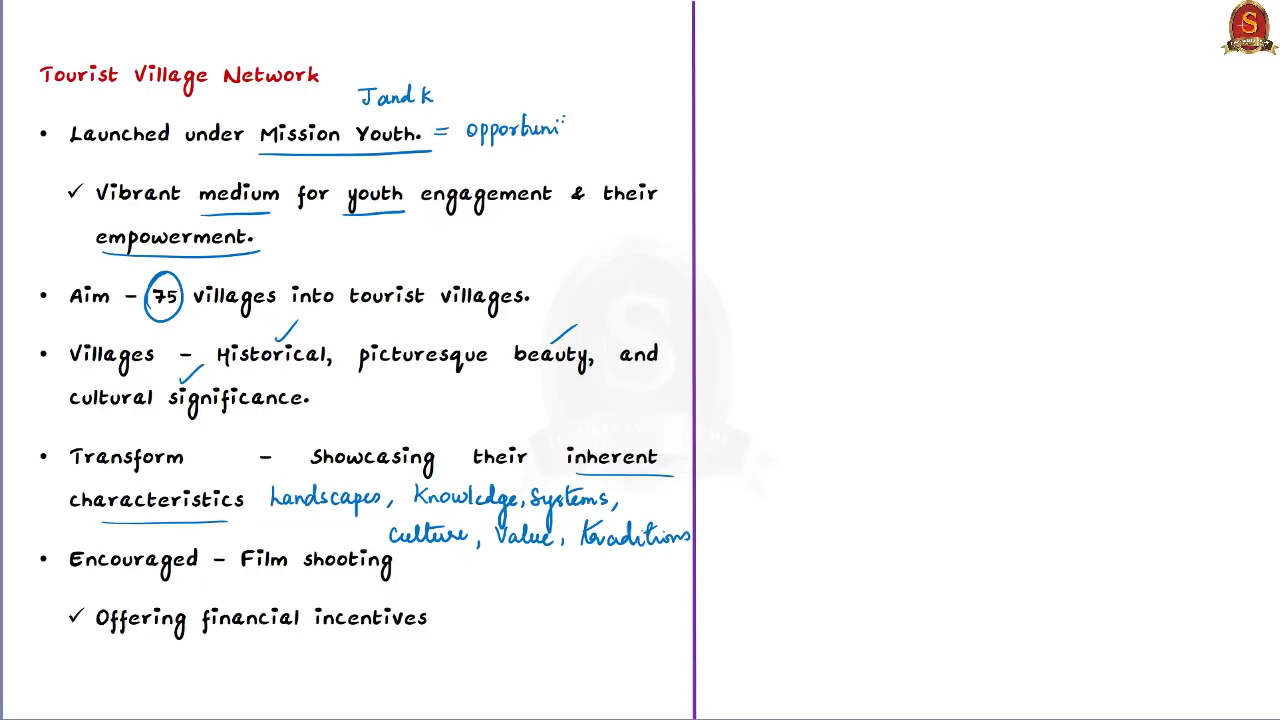 Tourist Village Network
J and K
• Launched under Mission Youth. = opportuni
✓ Vibrant medium for youth engagement & their
empowerment.
• Aim – 75 villages into tourist villages.
• Villages – Historical, picturesque beauty, and
cultural significance.
• Transform – Showcasing their inherent
characteristics Landscapes, Knowledge, Systems,
Culture, Value, traditions
• Encouraged – Film shooting
✓ Offering financial incentives